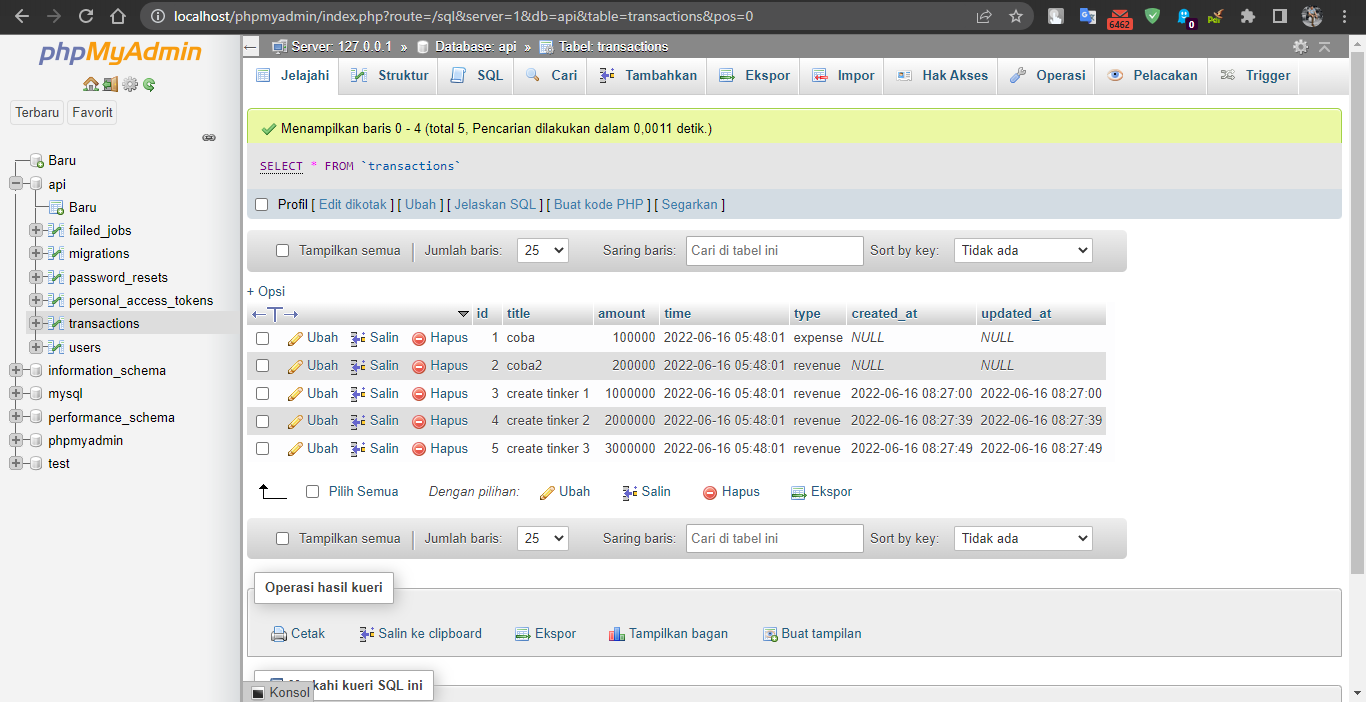 localhost/phpmyadmin/index.php?route=/sql&server=1&db=api&table=transactions&pos=0
6462
0
phpMyAdmin
Terbaru Favorit
Baru
api
Baru
failed_jobs
migrations
password_resets
personal_access_tokens
transactions
users
information_schema
mysql
performance_schema
phpmyadmin
test
Server: 127.0.0.1 » Database: api » Tabel: transactions
Jelajahi Struktur SQL Cari Tambahkan Ekspor Impor Hak Akses Operasi Pelacakan Trigger
Menampilkan baris 0 - 4 (total 5, Pencarian dilakukan dalam 0,0011 detik.)
SELECT * FROM `transactions`
Profil [ Edit dikotak ] [ Ubah ] [ Jelaskan SQL ] [ Buat kode PHP ] [ Segarkan ]
Tampilkan semua | Jumlah baris: 25 Saring baris: Cari di tabel ini Sort by key: Tidak ada
+ Opsi
←T→ id title amount time type created_at updated_at
Ubah Salin Hapus 1 coba 100000 2022-06-16 05:48:01 expense NULL NULL
Ubah Salin Hapus 2 coba2 200000 2022-06-16 05:48:01 revenue NULL NULL
Ubah Salin Hapus 3 create tinker 1 1000000 2022-06-16 05:48:01 revenue 2022-06-16 08:27:00 2022-06-16 08:27:00
Ubah Salin Hapus 4 create tinker 2 2000000 2022-06-16 05:48:01 revenue 2022-06-16 08:27:39 2022-06-16 08:27:39
Ubah Salin Hapus 5 create tinker 3 3000000 2022-06-16 05:48:01 revenue 2022-06-16 08:27:49 2022-06-16 08:27:49
Pilih Semua Dengan pilihan: Ubah Salin Hapus Ekspor
Tampilkan semua | Jumlah baris: 25 Saring baris: Cari di tabel ini Sort by key: Tidak ada
Operasi hasil kueri
Cetak Salin ke clipboard Ekspor Tampilkan bagan Buat tampilan
kahi kueri SQL ini
Konsol